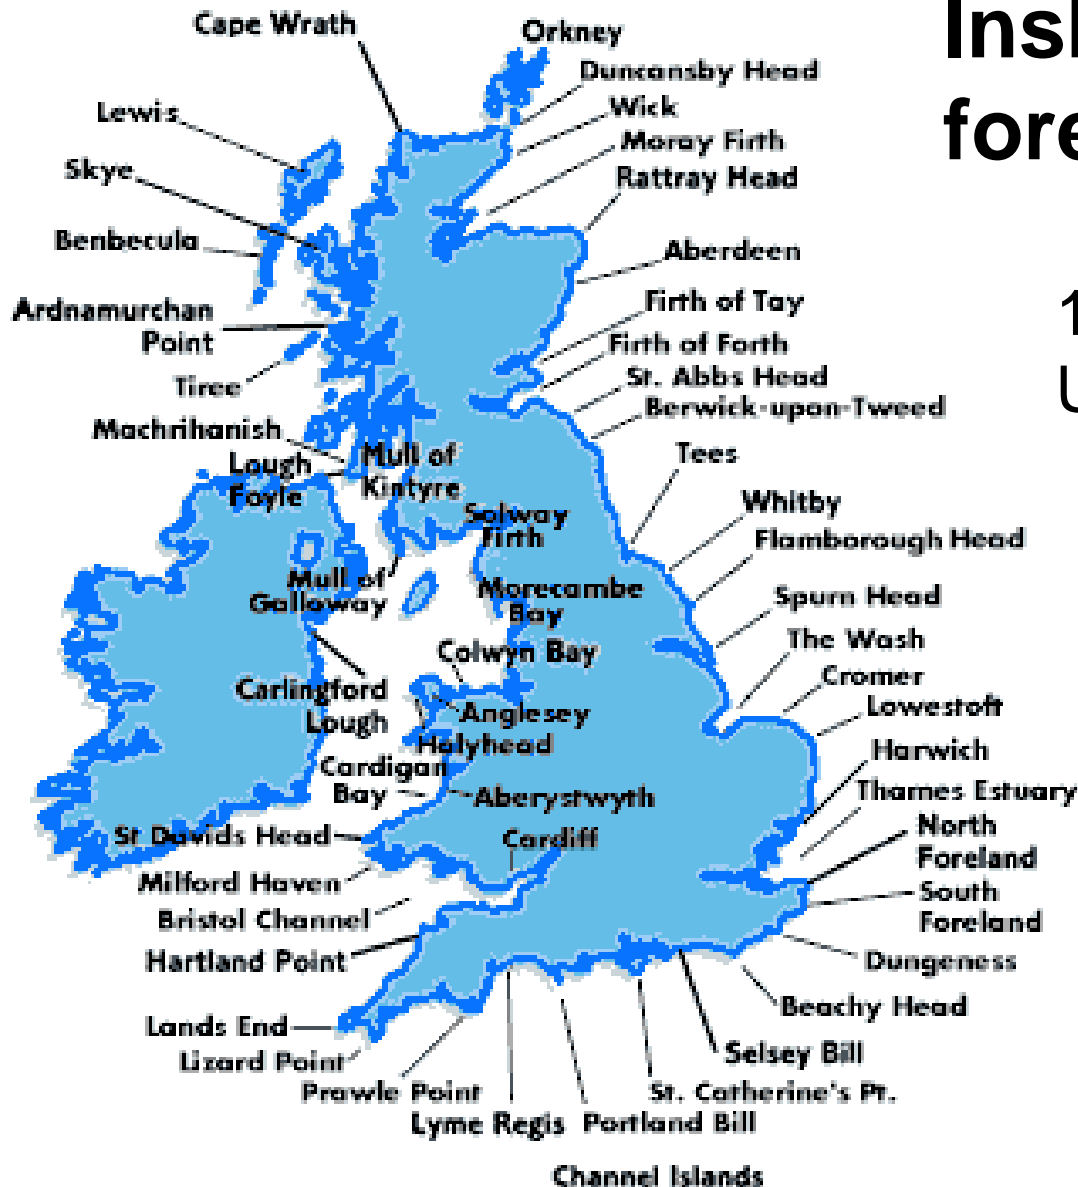 Cape Wrath
Orkney
Duncansby Head
Lewis
Wick
Moray Firth
Skye
Rattray Head
Benbecula
Aberdeen
Ardnamurchan
Point
Firth of Tay
Firth of Forth
Tiree
St. Abbs Head
Berwick-upon-Tweed
Machrihanish
Mull of
Kintyre
Lough
Foyle
Tees
Solway
Firth
Whitby
Flamborough Head
Mull of
Galloway
Morecambe
Bay
Spurn Head
The Wash
Colwyn Bay
Cromer
Carlingford
Lough
Anglesey
Lowestoft
Holyhead
Harwich
Cardigan
Bay
Aberystwyth
Thames Estuary
St Davids Head
Cardiff
North
Foreland
Milford Haven
South
Foreland
Bristol Channel
Hartland Point
Dungeness
Beachy Head
Lands End
Lizard Point
Selsey Bill
Prawle Point
St. Catherine's Pt.
Lyme Regis
Portland Bill
Channel Islands
fore
1